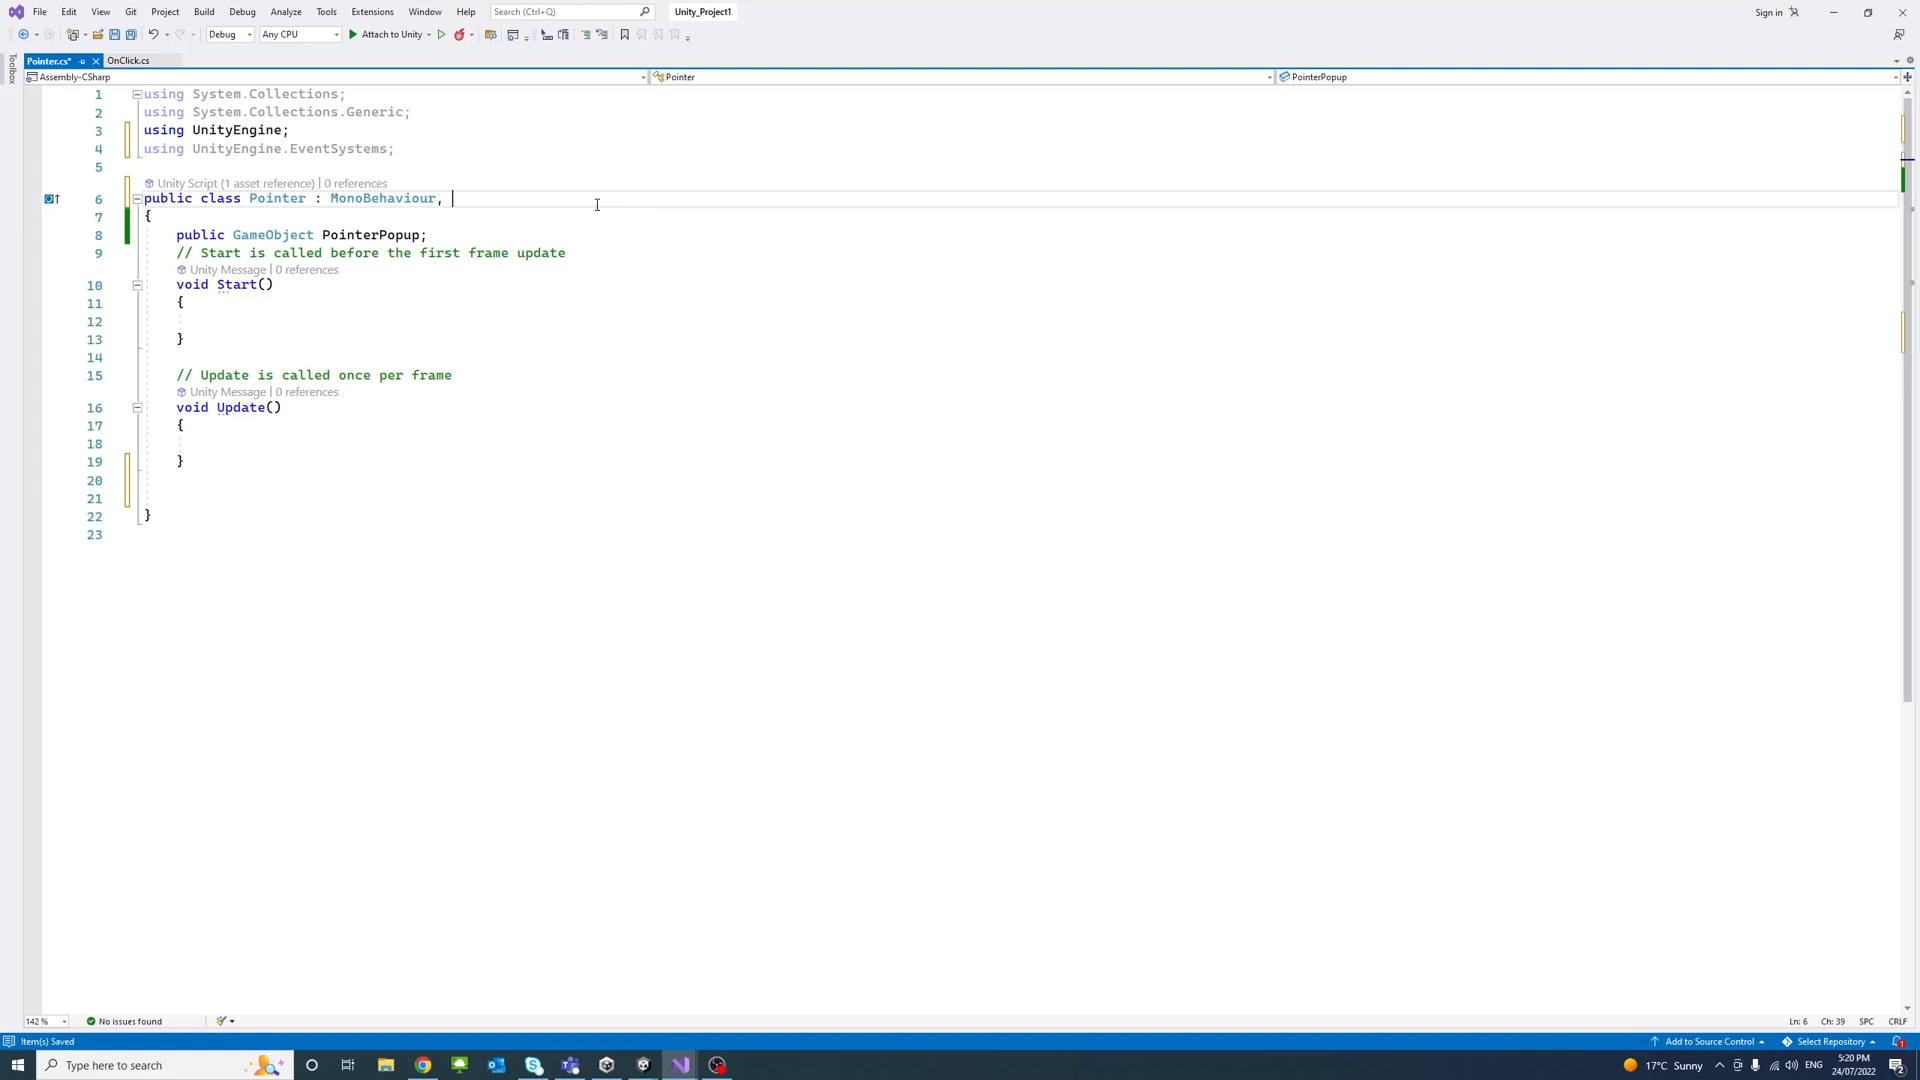 File Edit View Git Project Build Debug Analyze Tools Extensions Window Help Search (Ctrl+Q) Unity_Project1 Sign in
Debug Any CPU Attach to Unity
Toolbox
Pointer.cs* OnClick.cs
Assembly-CSharp Pointer PointerPopup
1 using System.Collections;
2 using System.Collections.Generic;
3 using UnityEngine;
4 using UnityEngine.EventSystems;
5
Unity Script (1 asset reference) | 0 references
6 public class Pointer : MonoBehaviour,
7 {
8 public GameObject PointerPopup;
9 // Start is called before the first frame update
Unity Message | 0 references
10 void Start()
11 {
12
13 }
14
15 // Update is called once per frame
Unity Message | 0 references
16 void Update()
17 {
18
19 }
20
21
22 }
23
142 % No issues found Ln: 6 Ch: 39 SPC CRLF
Item(s) Saved Add to Source Control Select Repository 1
Type here to search 17°C Sunny ENG 5:20 PM
24/07/2022 2